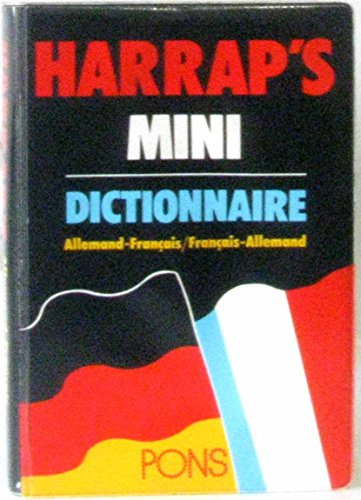 HARRAP'S
MINI
DICTIONNAIRE
Allemand-Français/Français-Allemand
PONS